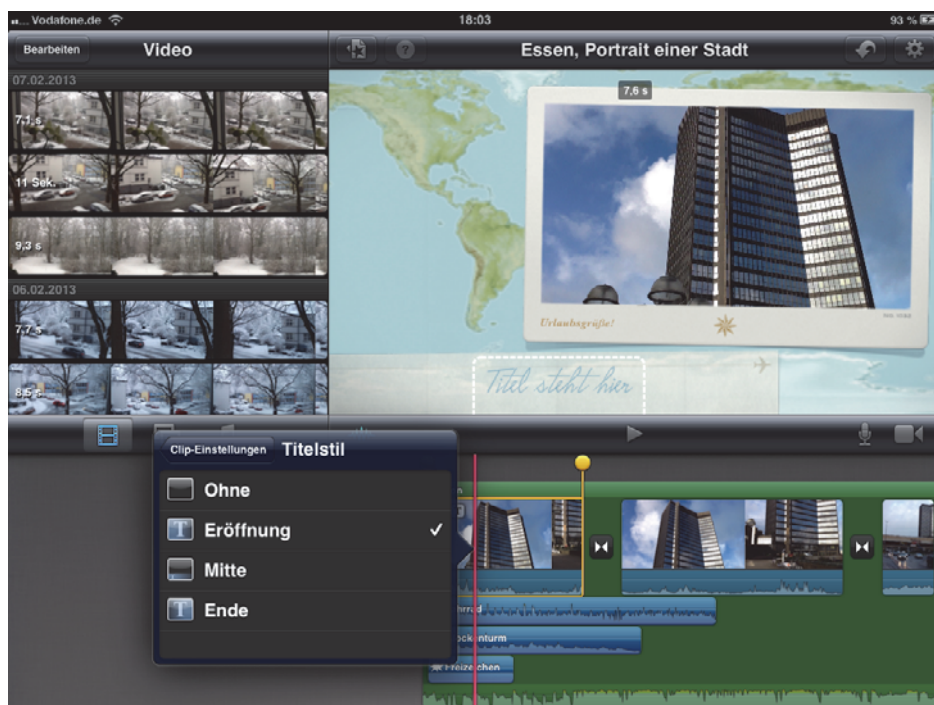 Vodafone.de
18:03
93 %
Bearbeiten
Video
?
Essen, Portrait einer Stadt
07.02.2013
7,1 s
11 Sek.
9,3 s
06.02.2013
7,7 s
8,5 s
7,6 s
Urlaubsgrüße!
Titel steht hier
Clip-Einstellungen
Titelstil
Ohne
T Eröffnung
Mitte
T Ende
hrrad
ockenturm
Freizeichen